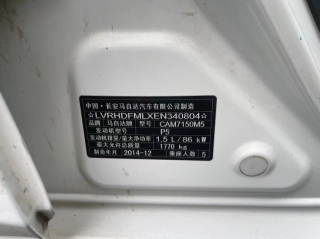 中国·长安马自达汽车有限公司制造
☆LVRHDFMLXEN340804☆
品牌 马自达牌 型号 CAM7150M5
发动机型号 P5
发动机排量/最大净功率 1.5 L/86 kW
最大允许总质量 1770 kg
制造年月 2014-12 乘座人数 5